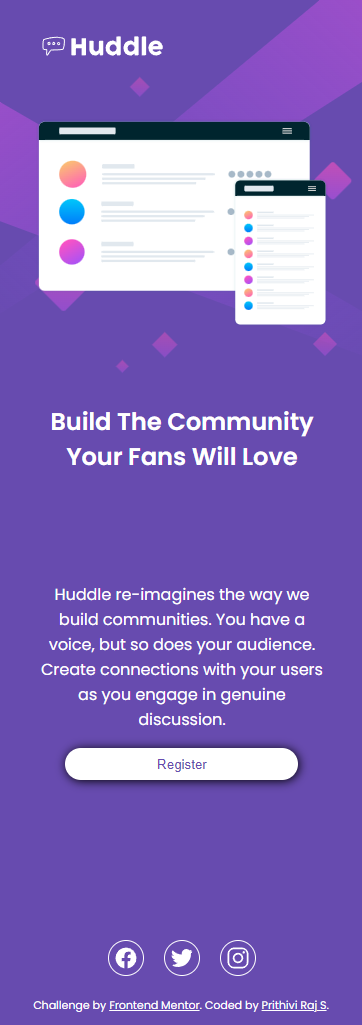 Huddle
Build The Community
Your Fans Will Love
Huddle re-imagines the way we
build communities. You have a
voice, but so does your audience.
Create connections with your users
as you engage in genuine
discussion.
Register
Challenge by Frontend Mentor. Coded by Prithivi Raj S.